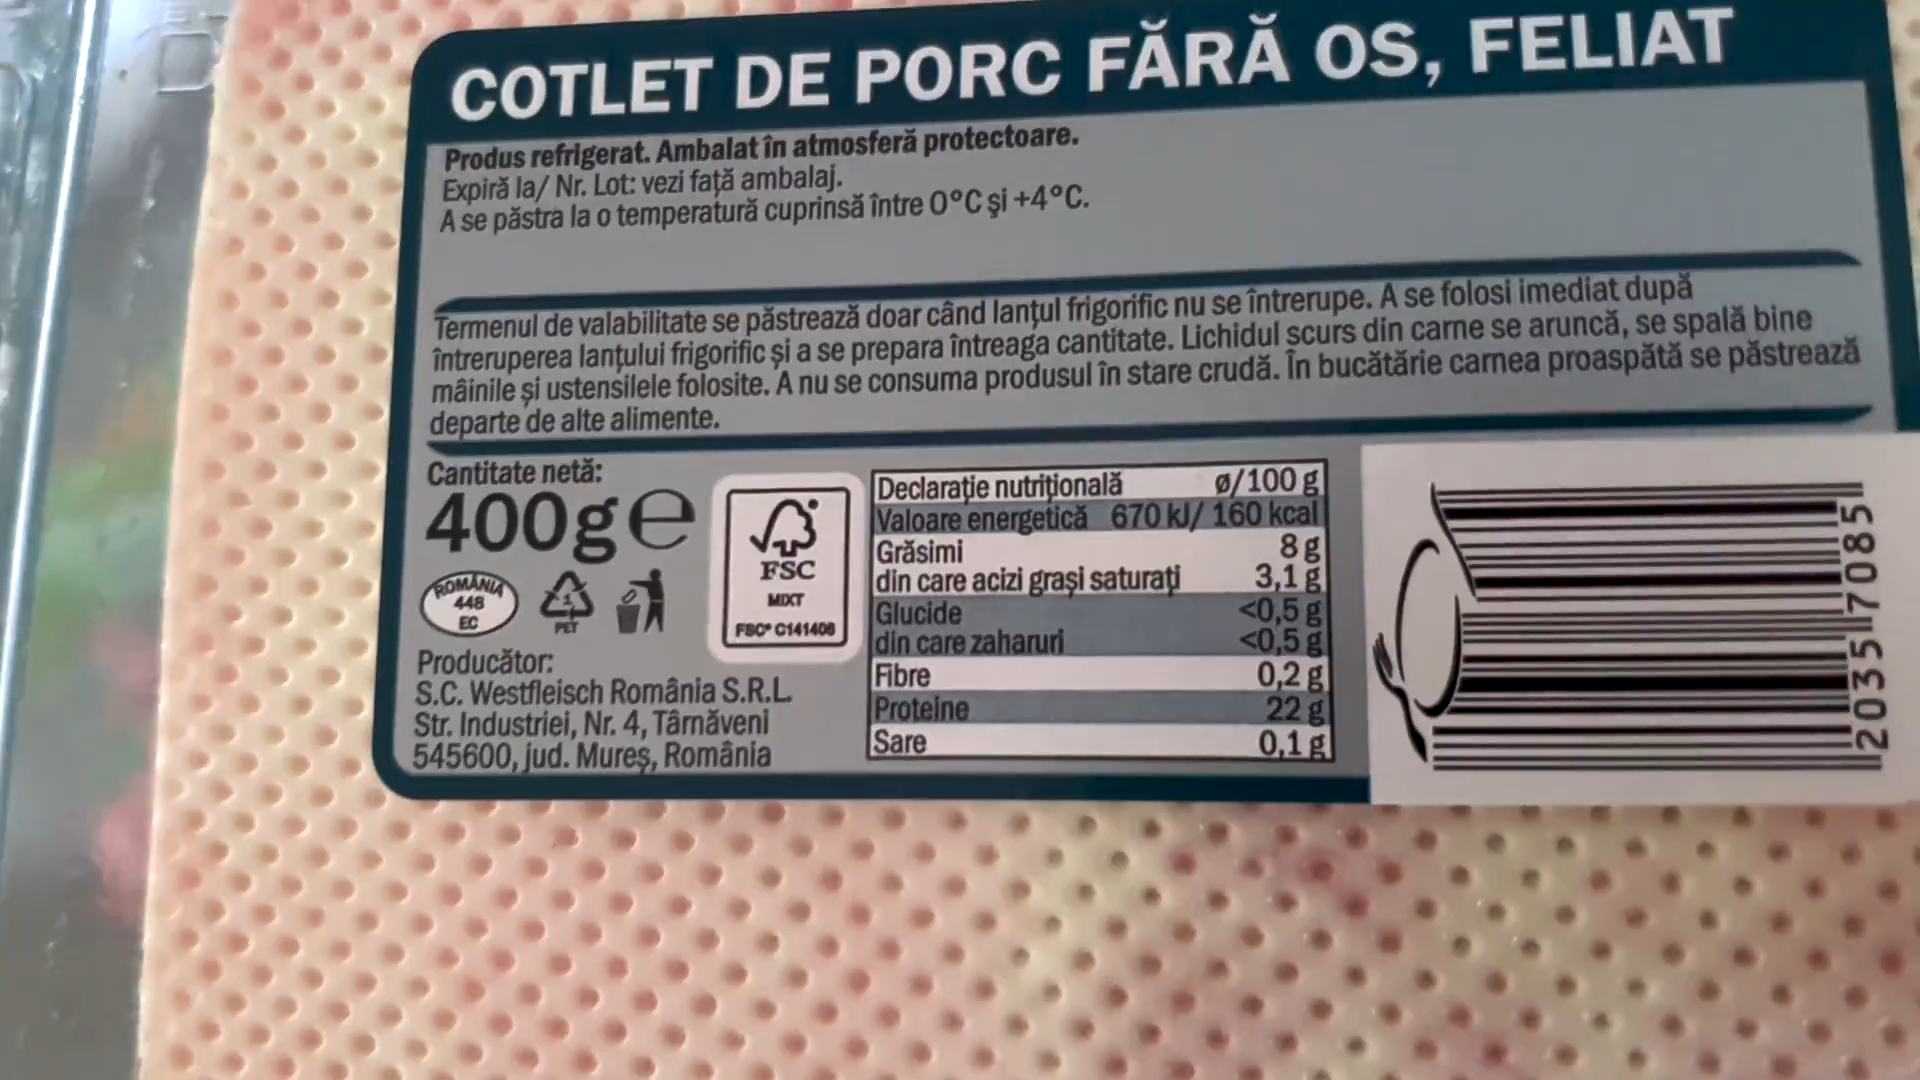 COTLET DE PORC FĂRĂ OS, FELIAT
Produs refrigerat. Ambalat în atmosferă protectoare.
Expiră la/ Nr. Lot: vezi față ambalaj.
A se păstra la o temperatură cuprinsă între 0°C și +4°C.
Termenul de valabilitate se păstrează doar când lanțul frigorific nu se întrerupe. A se folosi imediat după
întreruperea lanțului frigorific și a se prepara întreaga cantitate. Lichidul scurs din carne se aruncă, se spală bine
mâinile și ustensilele folosite. A nu se consuma produsul în stare crudă. În bucătărie carnea proaspătă se păstrează
departe de alte alimente.
Cantitate netă:
400g e
ROMÂNIA
448
EC
1
PET
FSC
MIXT
FSC® C141406
Producător:
S.C. Westfleisch România S.R.L.
Str. Industriei, Nr. 4, Târnăveni
545600, jud. Mureș, România
Declarație nutrițională ø/100 g
Valoare energetică 670 kJ/ 160 kcal
Grăsimi 8 g
din care acizi grași saturați 3,1 g
Glucide <0,5 g
din care zaharuri <0,5 g
Fibre 0,2 g
Proteine 22 g
Sare 0,1 g
20357085